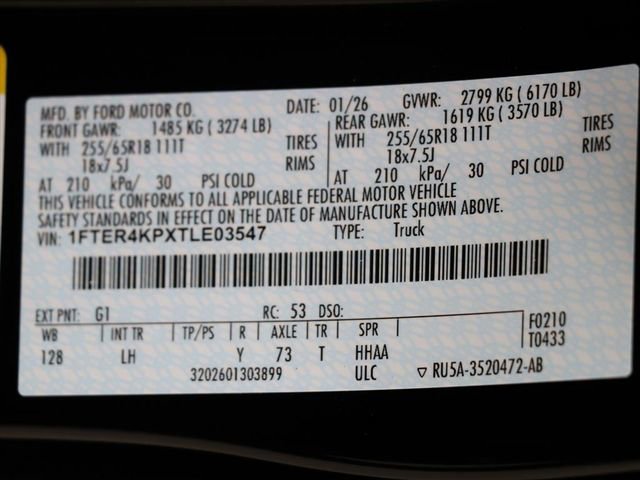 MFD. BY FORD MOTOR CO. DATE: 01/26 GVWR: 2799 KG ( 6170 LB)
FRONT GAWR: 1485 KG ( 3274 LB) REAR GAWR: 1619 KG ( 3570 LB)
WITH 255/65R18 111T TIRES WITH 255/65R18 111T TIRES
18x7.5J RIMS 18x7.5J RIMS
AT 210 kPa/ 30 PSI COLD AT 210 kPa/ 30 PSI COLD
THIS VEHICLE CONFORMS TO ALL APPLICABLE FEDERAL MOTOR VEHICLE
SAFETY STANDARDS IN EFFECT ON THE DATE OF MANUFACTURE SHOWN ABOVE.
VIN: 1FTER4KPXTLE03547 TYPE: Truck
EXT PNT: G1 RC: 53 DSO:
WB INT TR TP/PS R AXLE TR SPR F0210
128 LH Y 73 T HHAA T0433
3202601303899 ULC ▽ RU5A-3520472-AB